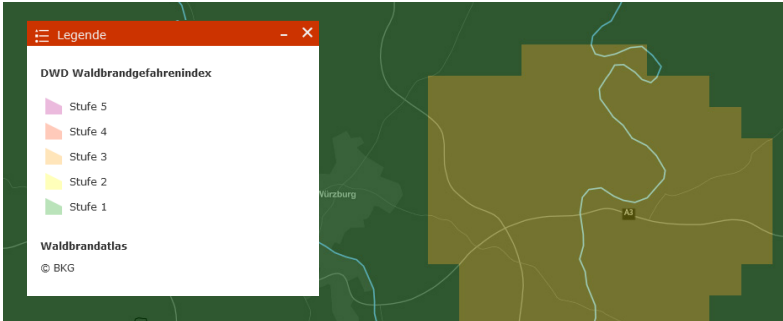 Legende
DWD Waldbrandgefahrenindex
Stufe 5
Stufe 4
Stufe 3
Stufe 2
Stufe 1
Waldbrandatlas
© BKG
Würzburg
A3